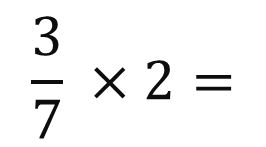 3/7 × 2 =